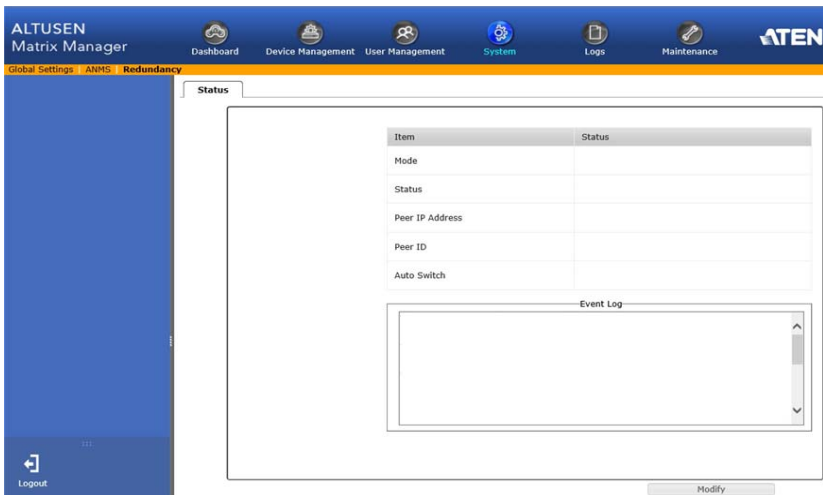 ALTUSEN
Matrix Manager
Dashboard Device Management User Management System Logs Maintenance
ATEN
Global Settings ANMS Redundancy
Status
Item Status
Mode
Status
Peer IP Address
Peer ID
Auto Switch
Event Log
Logout
Modify